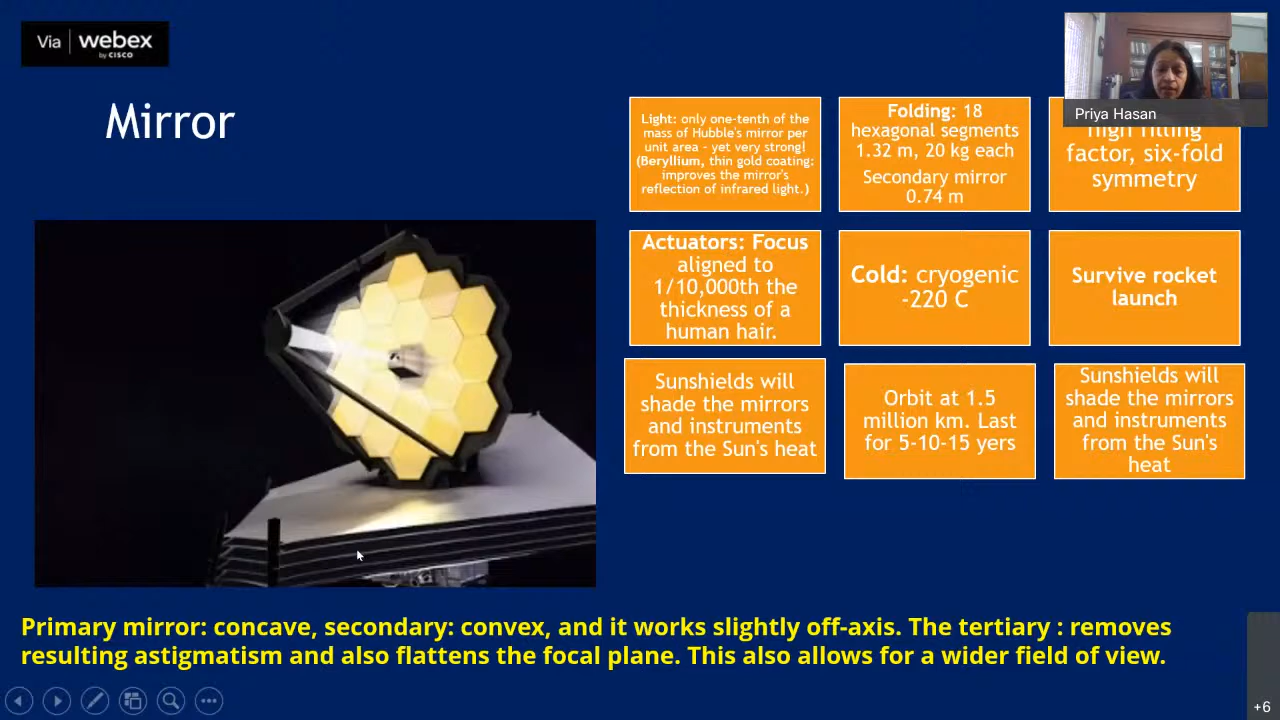 Via webex
by CISCO
Priya Hasan
Mirror
Light: only one-tenth of the
mass of Hubble's mirror per
unit area - yet very strong!
(Beryllium, thin gold coating:
improves the mirror's
reflection of infrared light.)
Folding: 18
hexagonal segments
1.32 m, 20 kg each
Secondary mirror
0.74 m
high filling
factor, six-fold
symmetry
Actuators: Focus
aligned to
1/10,000th the
thickness of a
human hair.
Cold: cryogenic
-220 C
Survive rocket
launch
Sunshields will
shade the mirrors
and instruments
from the Sun's heat
Orbit at 1.5
million km. Last
for 5-10-15 yers
Sunshields will
shade the mirrors
and instruments
from the Sun's
heat
Primary mirror: concave, secondary: convex, and it works slightly off-axis. The tertiary : removes
resulting astigmatism and also flattens the focal plane. This also allows for a wider field of view.
+6